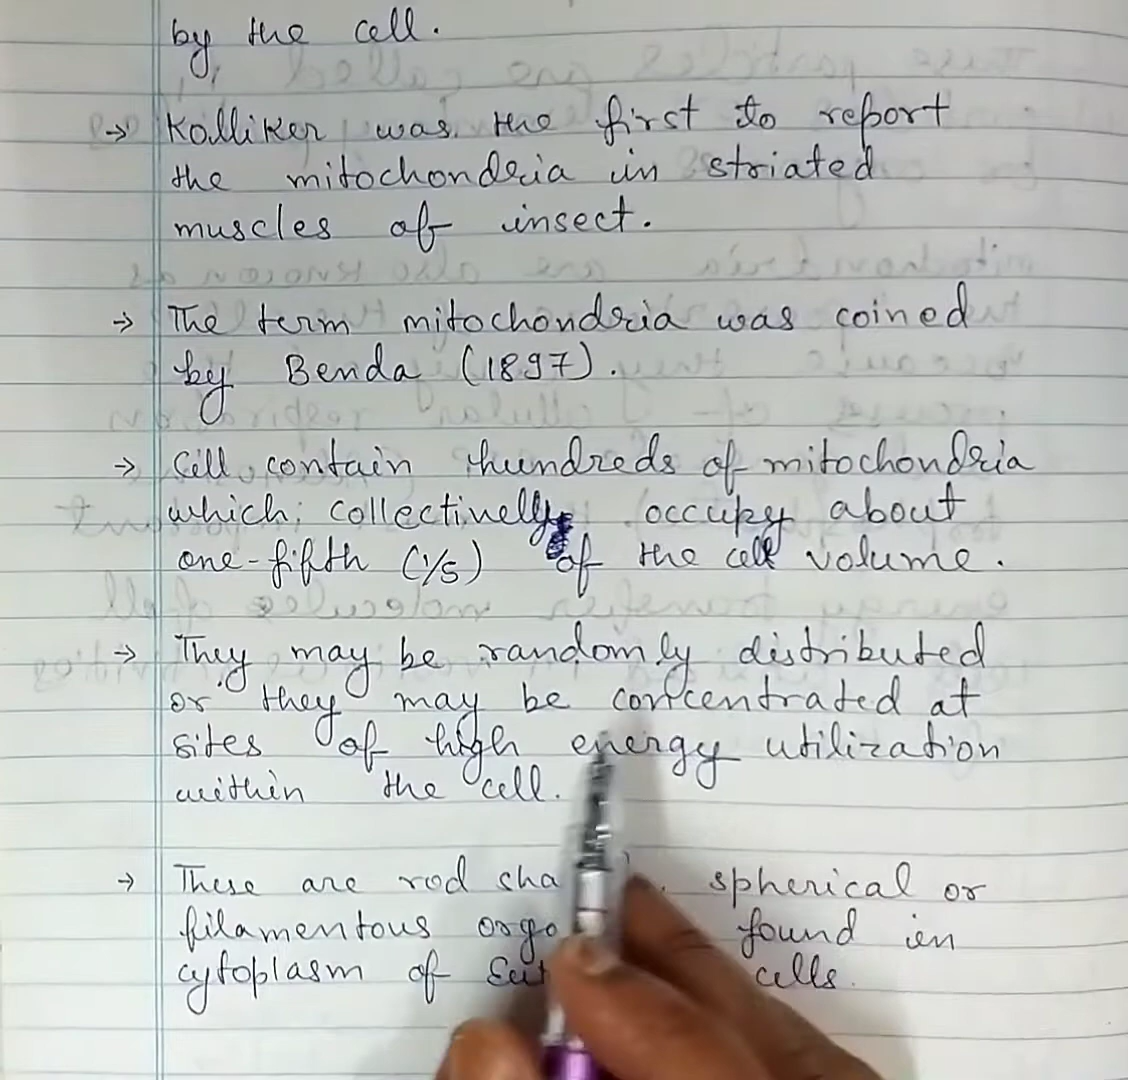 by the cell.
→ Kolliker was the first to report
the mitochondria in striated
muscles of insect.
→ The term mitochondria was coined
by Benda (1897).
→ Cell contain hundreds of mitochondria
which, collectively occupy about
one-fifth (1/5) of the cell volume.
→ They may be randomly distributed
or they may be concentrated at
sites of high energy utilization
within the cell.
→ These are rod sha spherical or
filamentous orga found in
cytoplasm of cells.